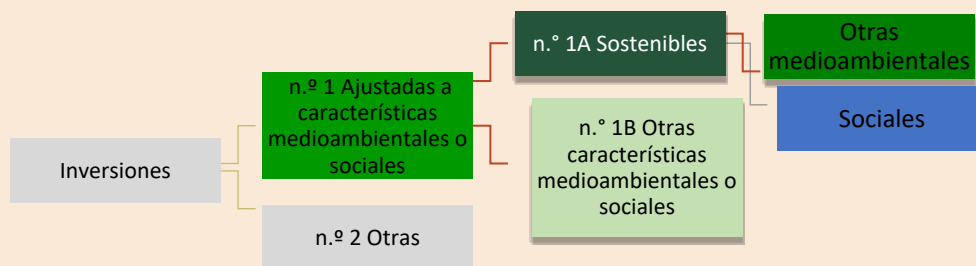 Inversiones
n.º 1 Ajustadas a
características
medioambientales o
sociales
n.º 2 Otras
n.° 1A Sostenibles
n.° 1B Otras
características
medioambientales o
sociales
Otras
medioambientales
Sociales